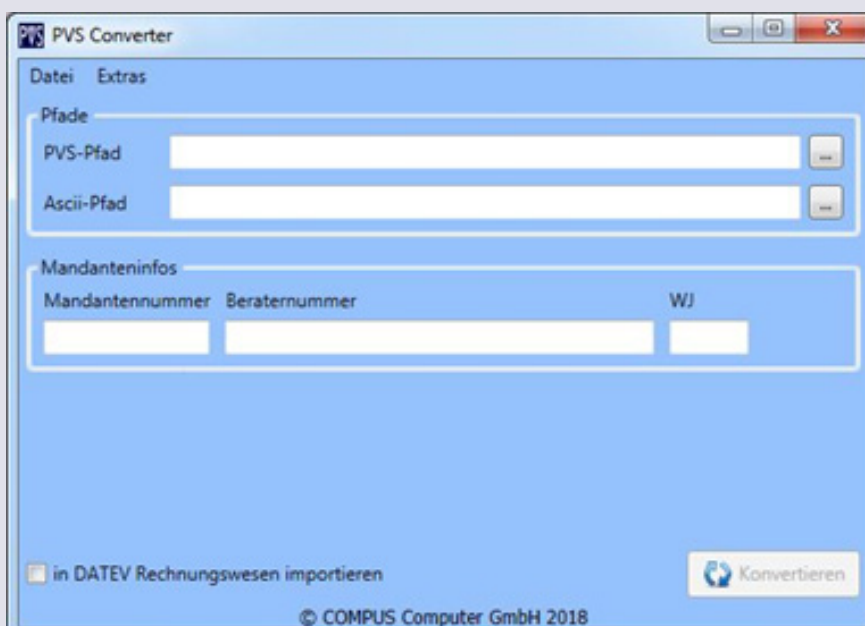 PVS PVS Converter
Datei Extras
Pfade
PVS-Pfad ...
Ascii-Pfad ...
Mandanteninfos
Mandantennummer Beraternummer WJ
in DATEV Rechnungswesen importieren Konvertieren
© COMPUS Computer GmbH 2018